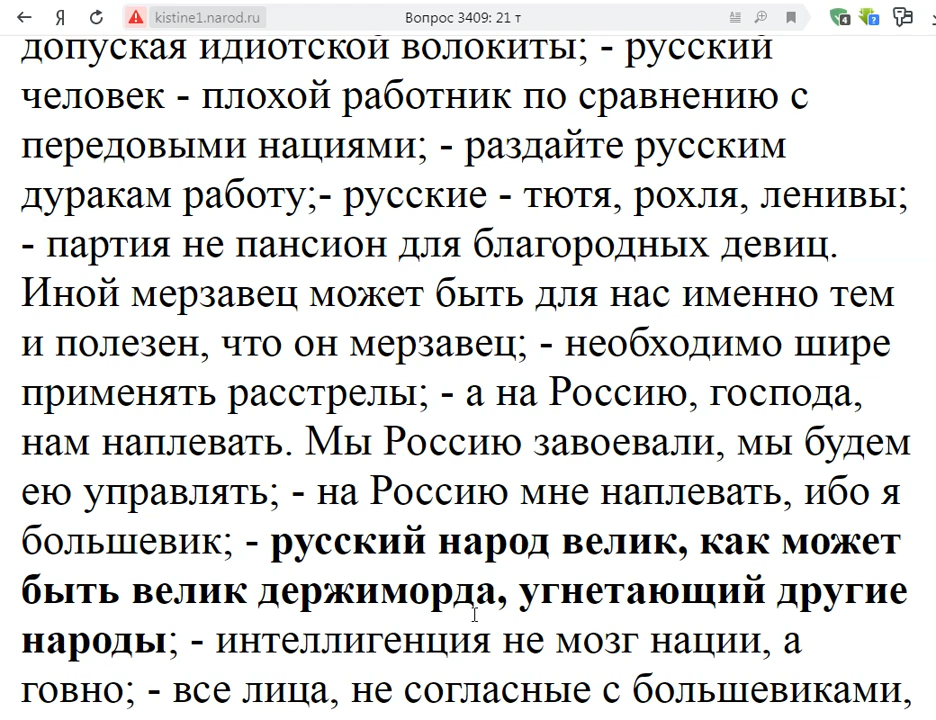 kistine1.narod.ru
Вопрос 3409: 21 т
допуская идиотской волокиты; - русский
человек - плохой работник по сравнению с
передовыми нациями; - раздайте русским
дуракам работу;- русские - тютя, рохля, ленивы;
- партия не пансион для благородных девиц.
Иной мерзавец может быть для нас именно тем
и полезен, что он мерзавец; - необходимо шире
применять расстрелы; - а на Россию, господа,
нам наплевать. Мы Россию завоевали, мы будем
ею управлять; - на Россию мне наплевать, ибо я
большевик; - русский народ велик, как может
быть велик держиморда, угнетающий другие
народы; - интеллигенция не мозг нации, а
говно; - все лица, не согласные с большевиками,